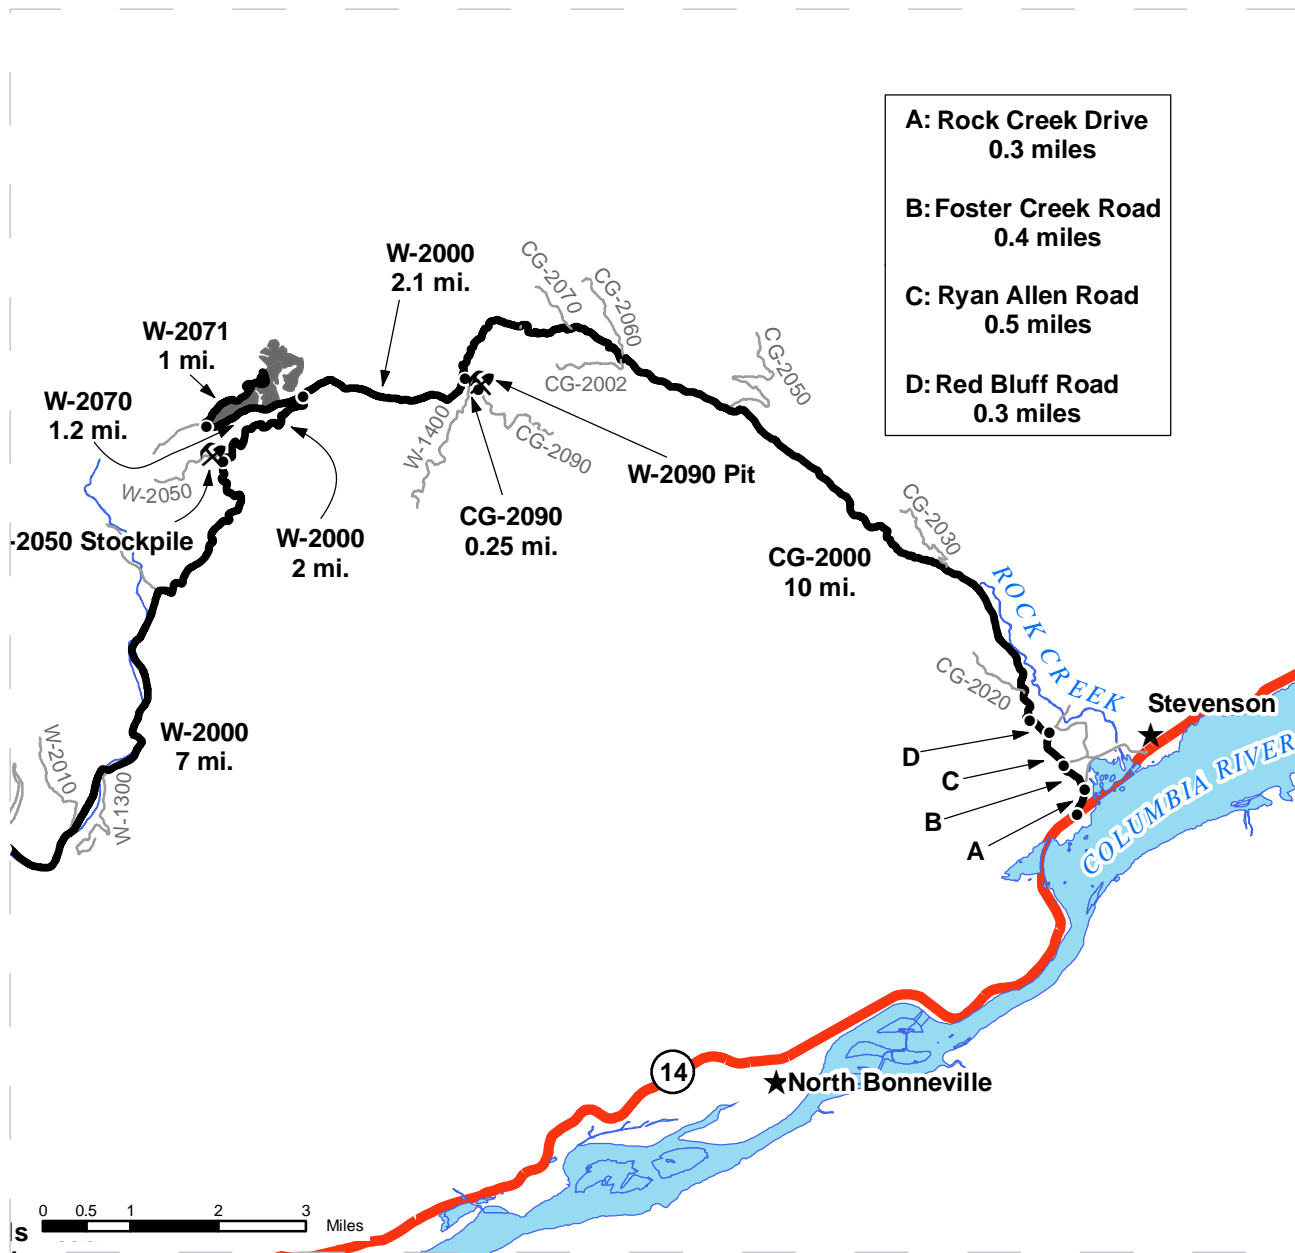 A: Rock Creek Drive
0.3 miles
B: Foster Creek Road
0.4 miles
C: Ryan Allen Road
0.5 miles
D: Red Bluff Road
0.3 miles
W-2000
2.1 mi.
CG-2070
CG-2060
W-2071
1 mi.
CG-2050
CG-2002
W-2070
1.2 mi.
W-1400
CG-2090
W-2090 Pit
W-2050
CG-2090
0.25 mi.
CG-2030
-2050 Stockpile
W-2000
2 mi.
CG-2000
10 mi.
ROCK CREEK
CG-2020
Stevenson
W-2000
7 mi.
W-2010
W-1300
D
C
B
A
COLUMBIA RIVER
14
North Bonneville
0 0.5 1 2 3
Miles
ls